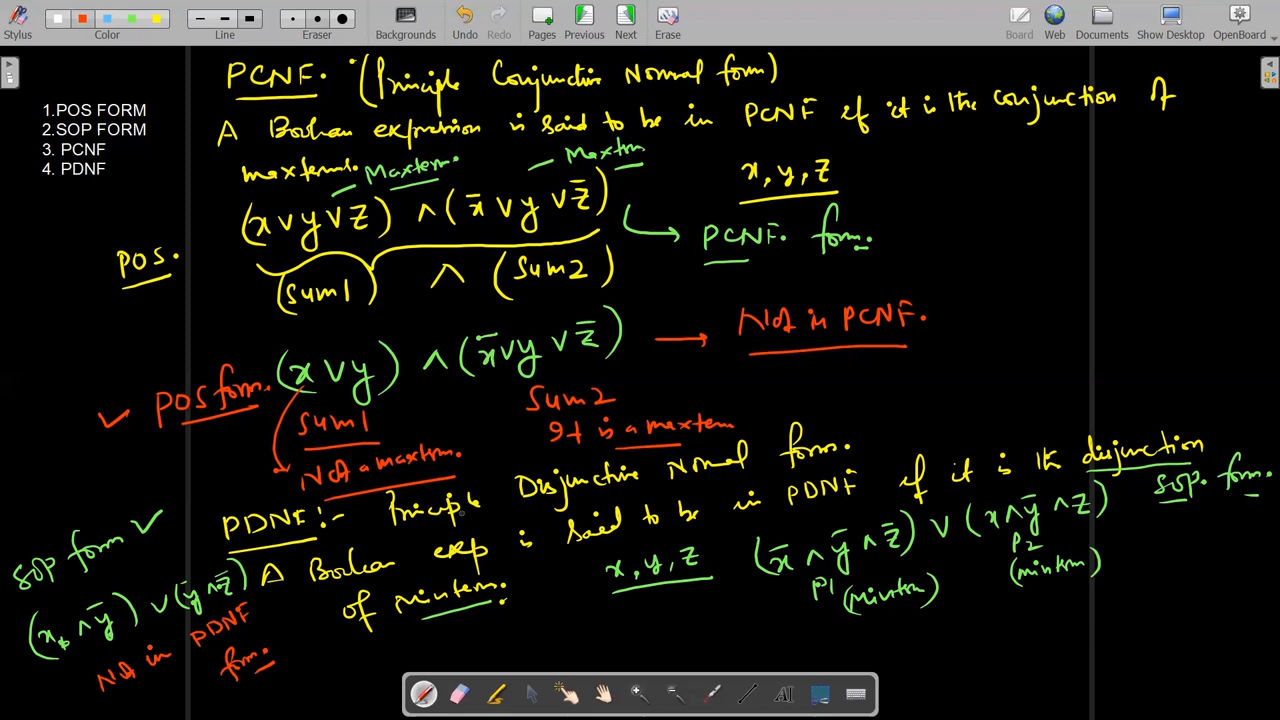 Stylus Color Line Eraser Backgrounds Undo Redo Pages Previous Next Erase Board Web Documents Show Desktop OpenBoard
1.POS FORM
2.SOP FORM
3. PCNF
4. PDNF
PCNF. (Principle Conjunctive Normal form)
A Boolean expression is said to be in PCNF if it is the conjunction of
maxterms.
Maxterm. Maxterm
x, y, z
(x ∨ y ∨ z̄) ∧ (x̄ ∨ y ∨ z̄)
PCNF. form.
POS.
(Sum1) ∧ (Sum2)
(x ∨ y) ∧ (x̄ ∨ y ∨ z̄) → Not in PCNF.
✓ POS form.
Sum1
Not a maxterm.
Sum2
It is a maxterm
PDNF:- Principle Disjunctive Normal form.
A Boolean exp is said to be in PDNF if it is the disjunction
of minterm.
x, y, z
(x̄ ∧ ȳ ∧ z̄) ∨ (x ∧ ȳ ∧ z)
SOP. form.
P1 (minterm)
P2
(minterm)
SOP form ✓
(x ∧ ȳ) ∨ (ȳ ∧ z̄)
Not in PDNF
form.